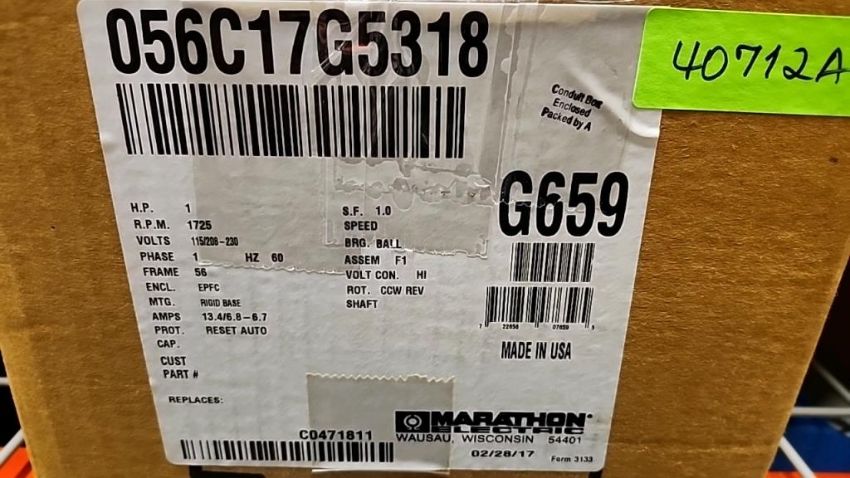 056C17G5318
40712A
Conduit Box
Enclosed
Packed by A
G659
H.P. 1
R.P.M. 1725
VOLTS 115/208-230
PHASE 1 HZ 60
FRAME 56
ENCL. EPFC
MTG. RIGID BASE
AMPS 13.4/6.8-6.7
PROT. RESET AUTO
CAP.
CUST
PART #
REPLACES:
S.F. 1.0
SPEED
BRG. BALL
ASSEM F1
VOLT CON. HI
ROT. CCW REV
SHAFT
7 22658 07659
MADE IN USA
C0471811
MARATHON
ELECTRIC
WAUSAU, WISCONSIN 54401
02/28/17 Form 3133